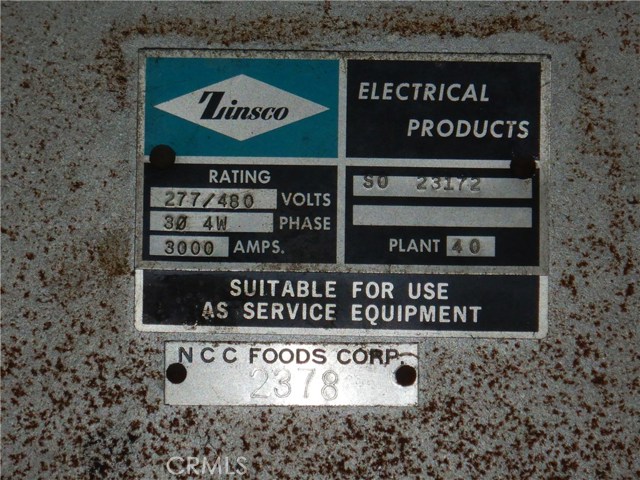 Zinsco
ELECTRICAL
PRODUCTS
RATING
277/480 VOLTS
3Ø 4W PHASE
3000 AMPS.
SO 23172
PLANT 40
SUITABLE FOR USE
AS SERVICE EQUIPMENT
N C C FOODS CORP.
2378
CRMLS